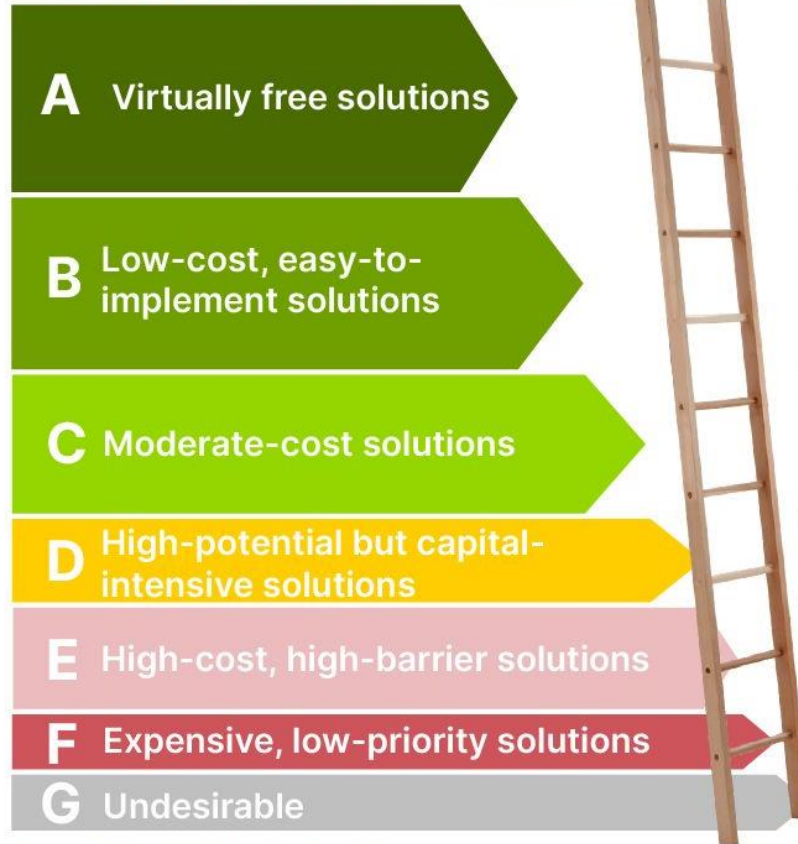 A Virtually free solutions
B Low-cost, easy-to-
implement solutions
C Moderate-cost solutions
D High-potential but capital-
intensive solutions
E High-cost, high-barrier solutions
F Expensive, low-priority solutions
G Undesirable